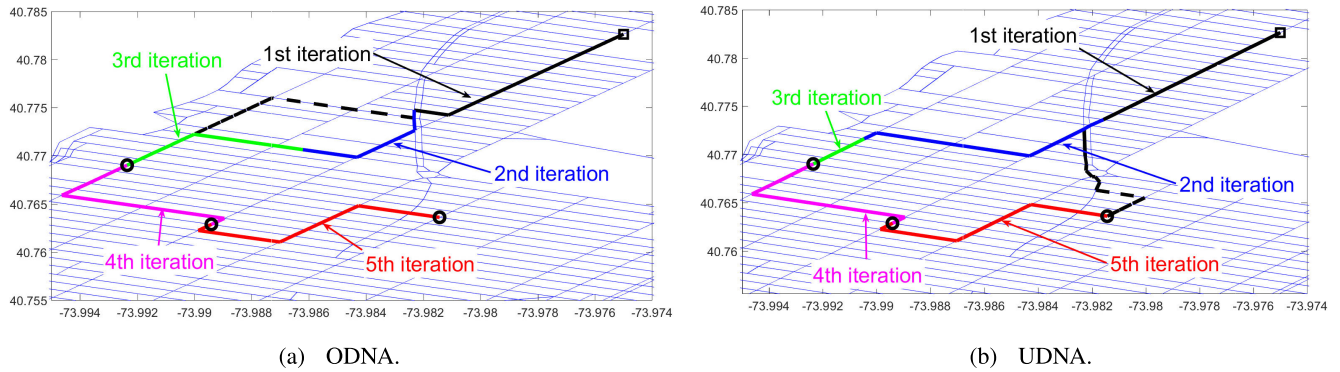 40.785
40.78
40.775
40.77
40.765
40.76
40.755
1st iteration
3rd iteration
2nd iteration
4th iteration
5th iteration
-73.994 -73.992 -73.99 -73.988 -73.986 -73.984 -73.982 -73.98 -73.978 -73.976 -73.974
(a) ODNA.
40.785
40.78
40.775
40.77
40.765
40.76
1st iteration
3rd iteration
2nd iteration
4th iteration
5th iteration
-73.994 -73.992 -73.99 -73.988 -73.986 -73.984 -73.982 -73.98 -73.978 -73.976 -73.974
(b) UDNA.